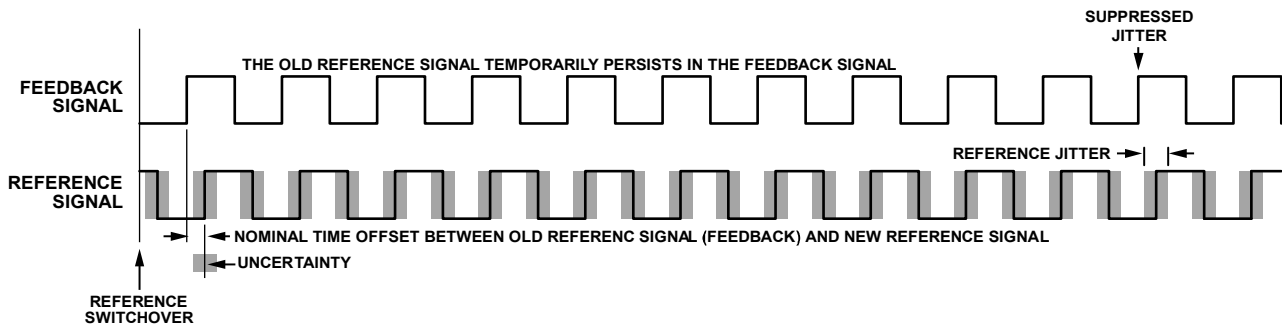 SUPPRESSED
JITTER
THE OLD REFERENCE SIGNAL TEMPORARILY PERSISTS IN THE FEEDBACK SIGNAL
FEEDBACK
SIGNAL
REFERENCE JITTER
REFERENCE
SIGNAL
NOMINAL TIME OFFSET BETWEEN OLD REFERENC SIGNAL (FEEDBACK) AND NEW REFERENCE SIGNAL
UNCERTAINTY
REFERENCE
SWITCHOVER